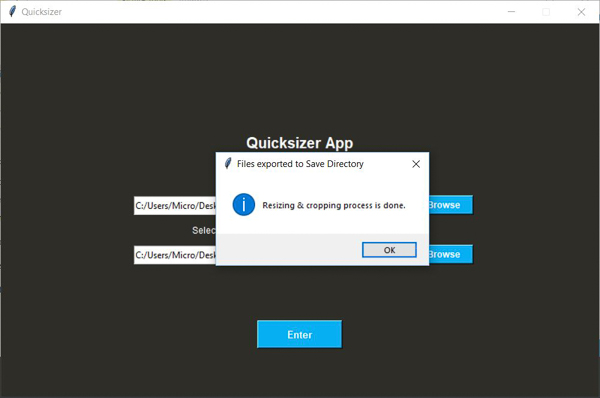 Quicksizer
Quicksizer App
Files exported to Save Directory
Resizing & cropping process is done.
C:/Users/Micro/Desk
Browse
Selec
OK
C:/Users/Micro/Desk
Browse
Enter